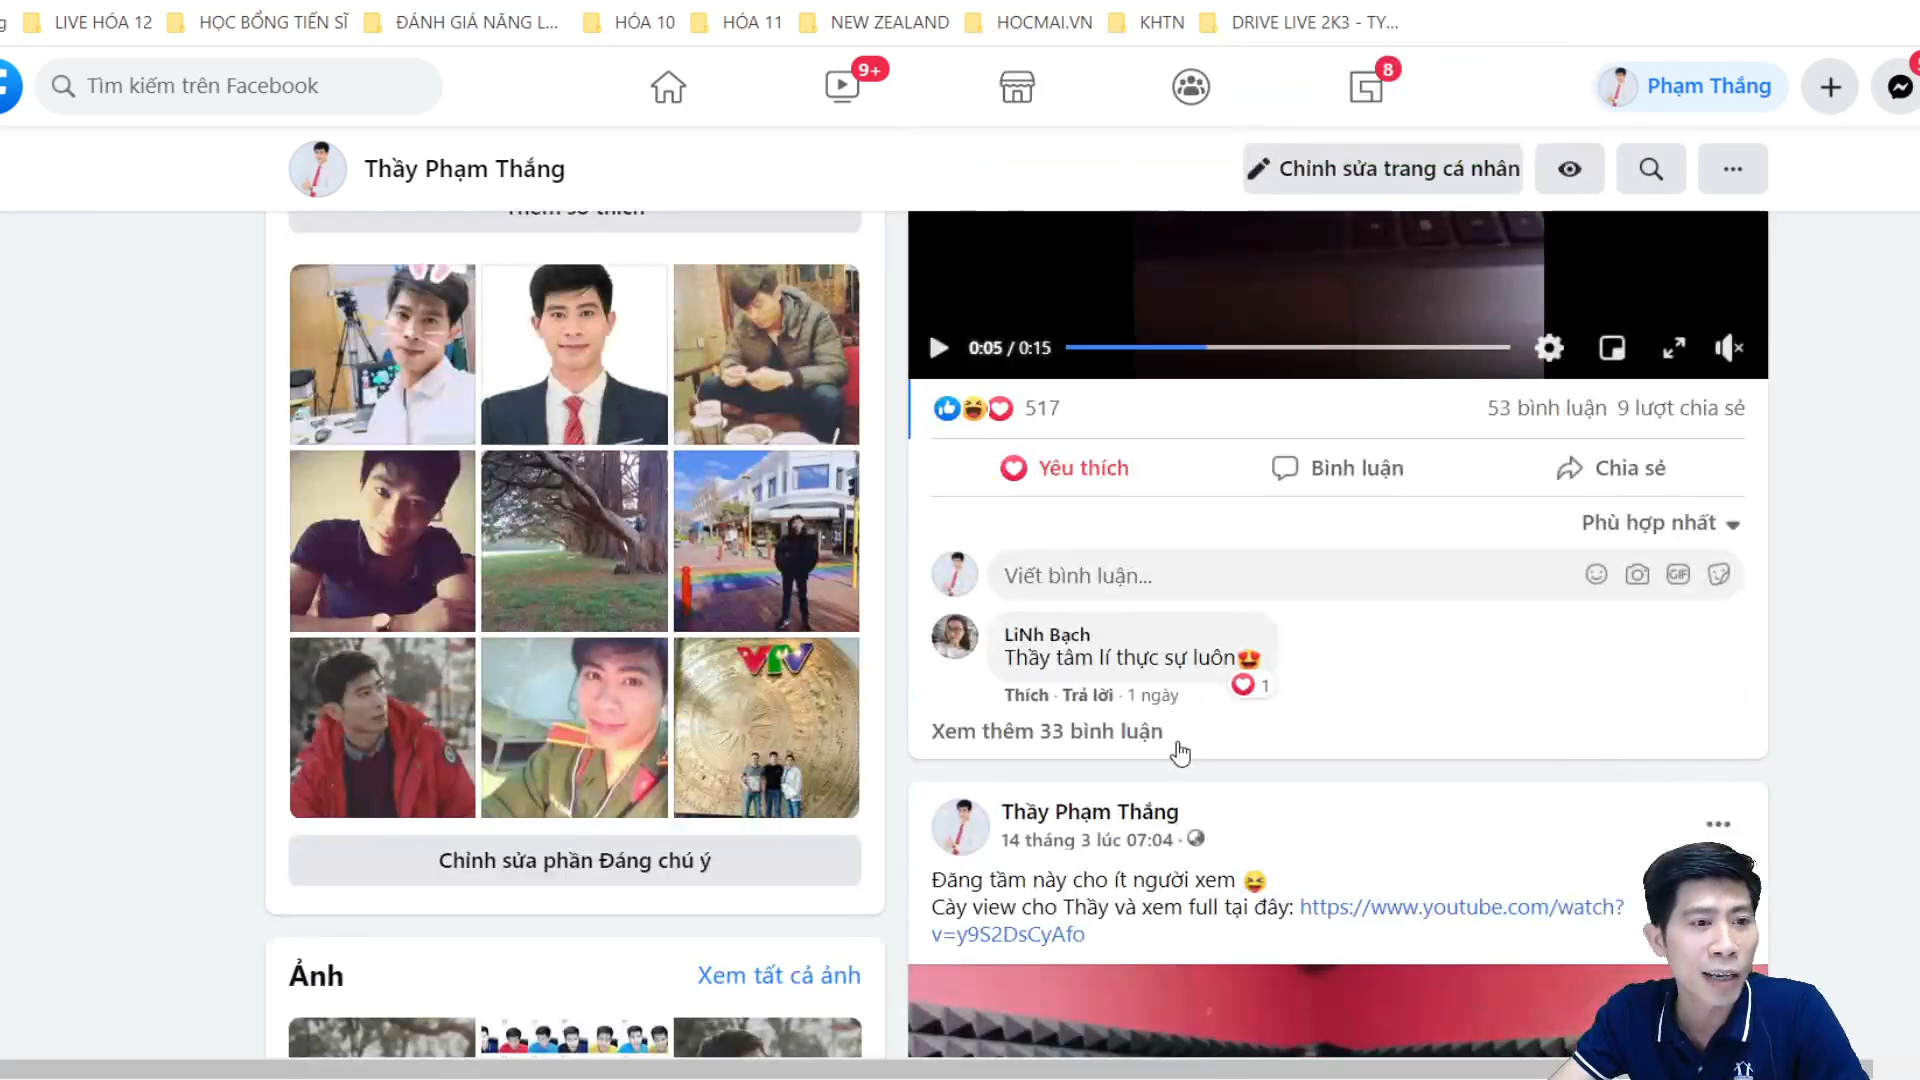 LIVE HÓA 12 HỌC BỔNG TIẾN SĨ ĐÁNH GIÁ NĂNG L... HÓA 10 HÓA 11 NEW ZEALAND HOCMAI.VN KHTN DRIVE LIVE 2K3 - TY...
Tìm kiếm trên Facebook 9+ 8 Phạm Thắng
Thầy Phạm Thắng Chỉnh sửa trang cá nhân
Thêm sở thích
VTV
Chỉnh sửa phần Đáng chú ý
Ảnh Xem tất cả ảnh
0:05 / 0:15
517 53 bình luận 9 lượt chia sẻ
Yêu thích Bình luận Chia sẻ
Phù hợp nhất
Viết bình luận... GIF
LiNh Bạch
Thầy tâm lí thực sự luôn😍
1
Thích · Trả lời · 1 ngày
Xem thêm 33 bình luận
Thầy Phạm Thắng
14 tháng 3 lúc 07:04 ·
Đăng tầm này cho ít người xem 😝
Cày view cho Thầy và xem full tại đây: https://www.youtube.com/watch?
v=y9S2DsCyAfo